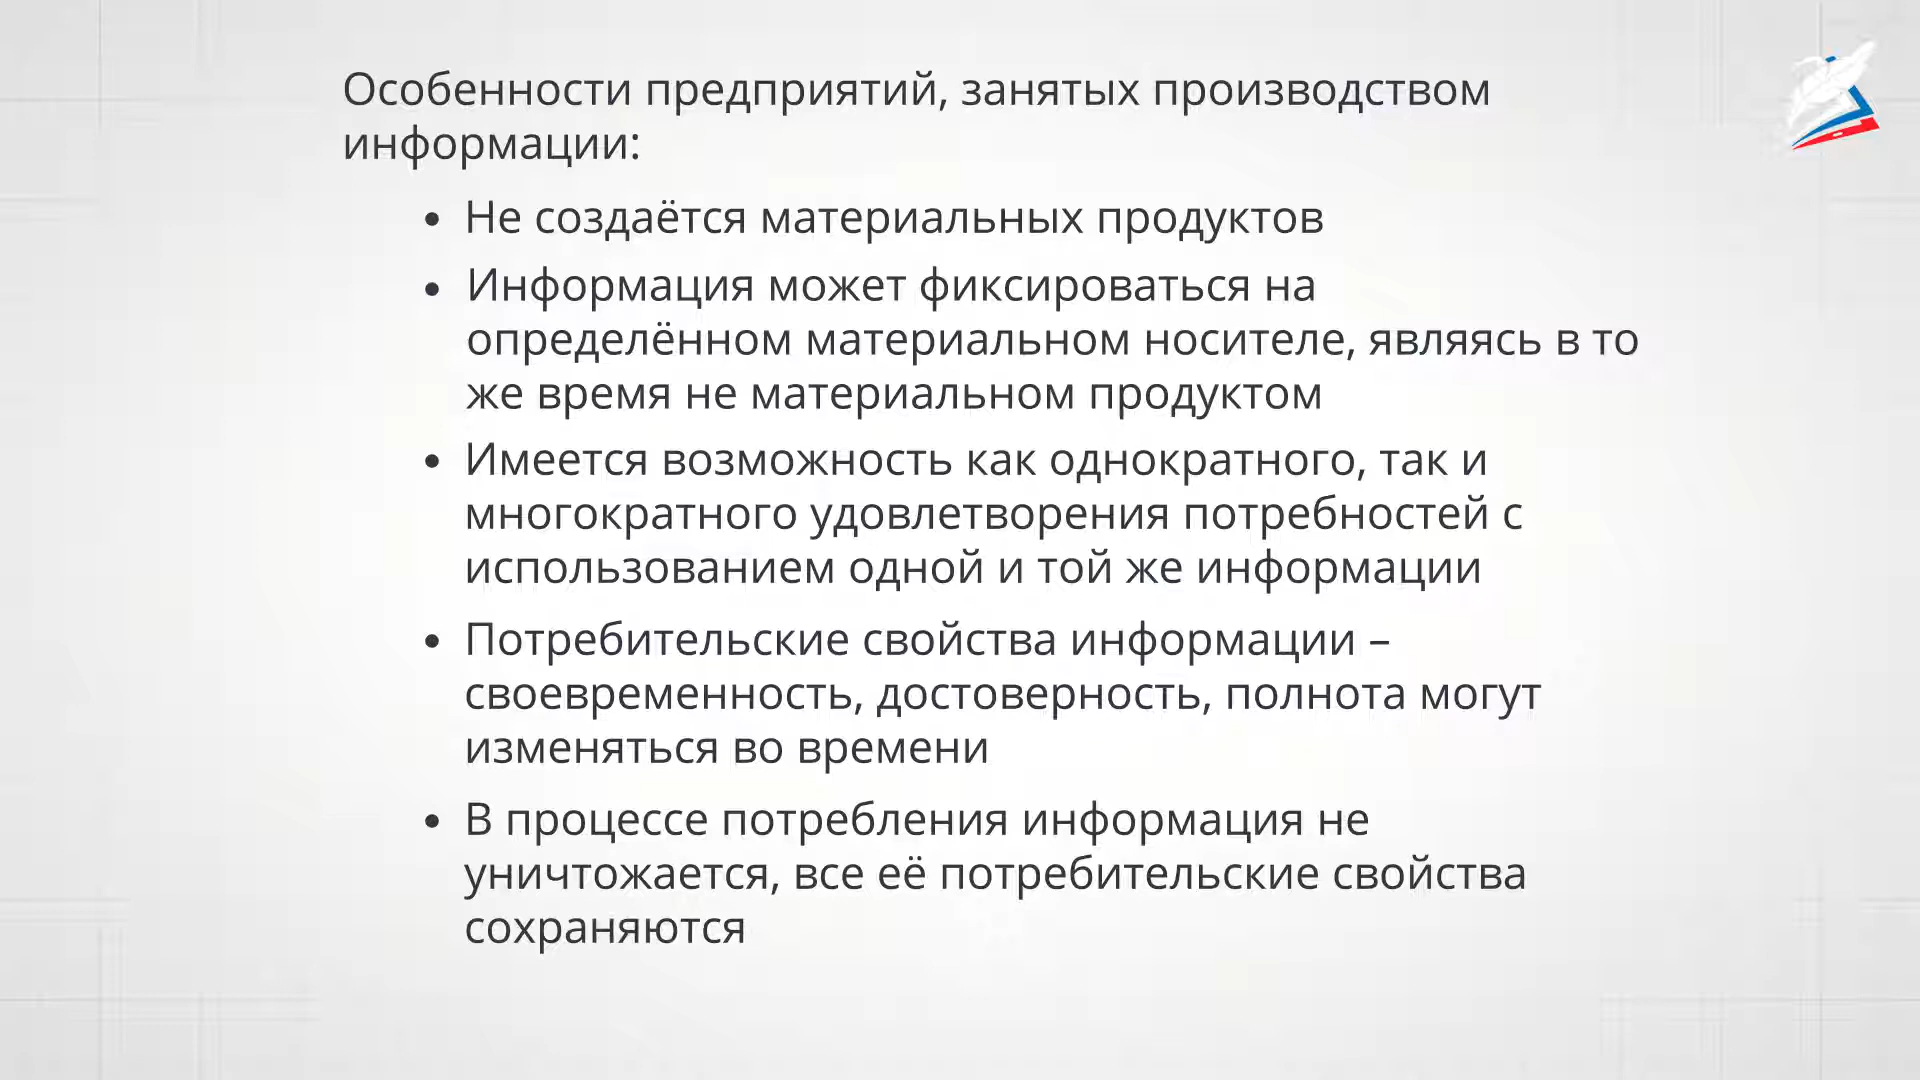 Особенности предприятий, занятых производством
информации:
• Не создаётся материальных продуктов
• Информация может фиксироваться на
определённом материальном носителе, являясь в то
же время не материальном продуктом
• Имеется возможность как однократного, так и
многократного удовлетворения потребностей с
использованием одной и той же информации
• Потребительские свойства информации –
своевременность, достоверность, полнота могут
изменяться во времени
• В процессе потребления информация не
уничтожается, все её потребительские свойства
сохраняются